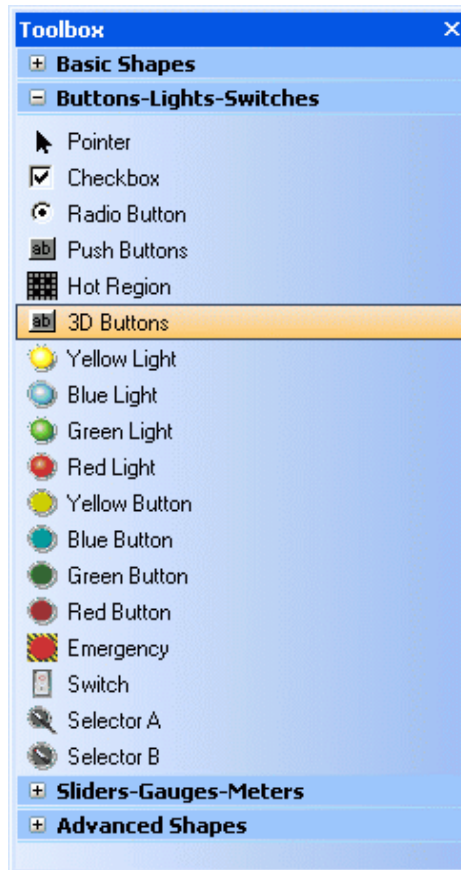 Toolbox
Basic Shapes
Buttons-Lights-Switches
Pointer
Checkbox
Radio Button
ab Push Buttons
Hot Region
ab 3D Buttons
Yellow Light
Blue Light
Green Light
Red Light
Yellow Button
Blue Button
Green Button
Red Button
Emergency
Switch
Selector A
Selector B
Sliders-Gauges-Meters
Advanced Shapes